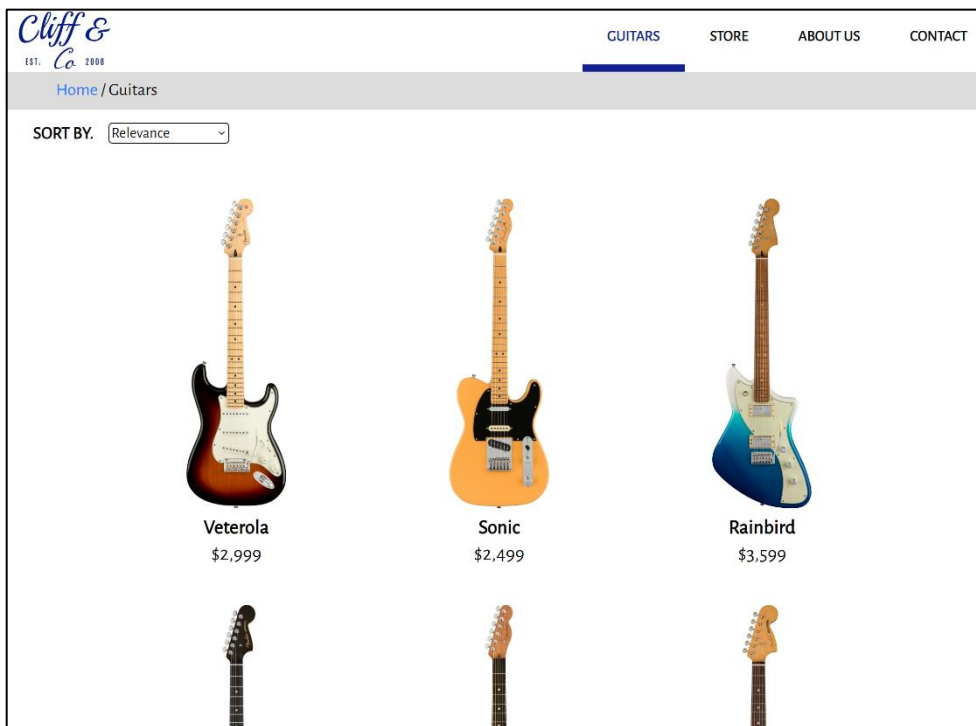 Cliff &
EST. Co 2008
GUITARS STORE ABOUT US CONTACT
Home / Guitars
SORT BY. Relevance
Veterola Sonic Rainbird
$2,999 $2,499 $3,599